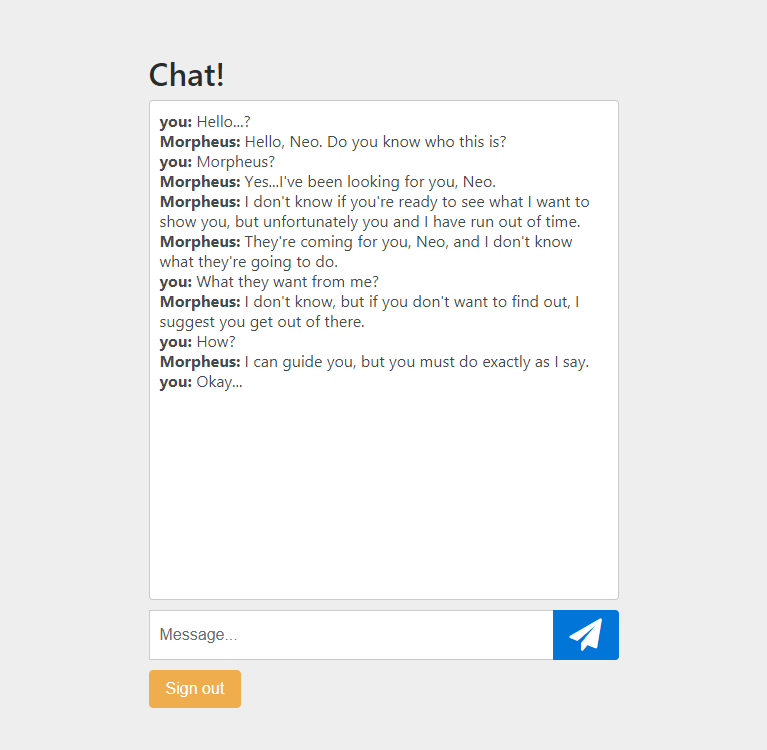 Chat!
you: Hello...?
Morpheus: Hello, Neo. Do you know who this is?
you: Morpheus?
Morpheus: Yes...I've been looking for you, Neo.
Morpheus: I don't know if you're ready to see what I want to
show you, but unfortunately you and I have run out of time.
Morpheus: They're coming for you, Neo, and I don't know
what they're going to do.
you: What they want from me?
Morpheus: I don't know, but if you don't want to find out, I
suggest you get out of there.
you: How?
Morpheus: I can guide you, but you must do exactly as I say.
you: Okay...
Message...
Sign out